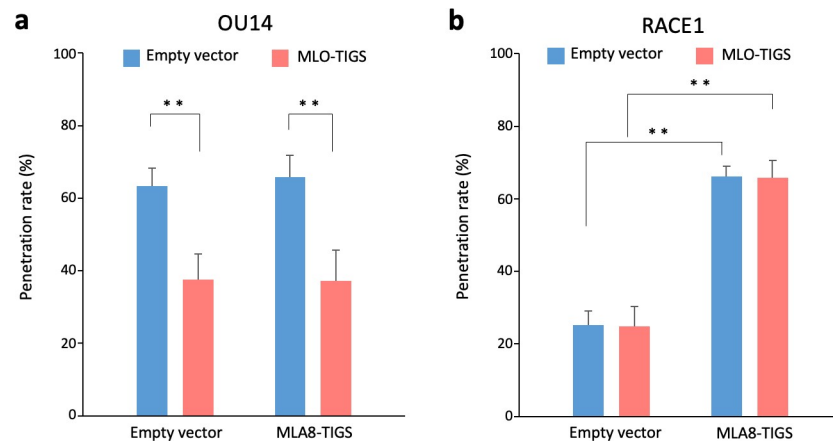 a
OU14
Empty vector
MLO-TIGS
Penetration rate (%)
100
80
60
40
20
0
**
**
Empty vector
MLA8-TIGS
b
RACE1
Empty vector
MLO-TIGS
Penetration rate (%)
100
80
60
40
20
0
**
**
Empty vector
MLA8-TIGS